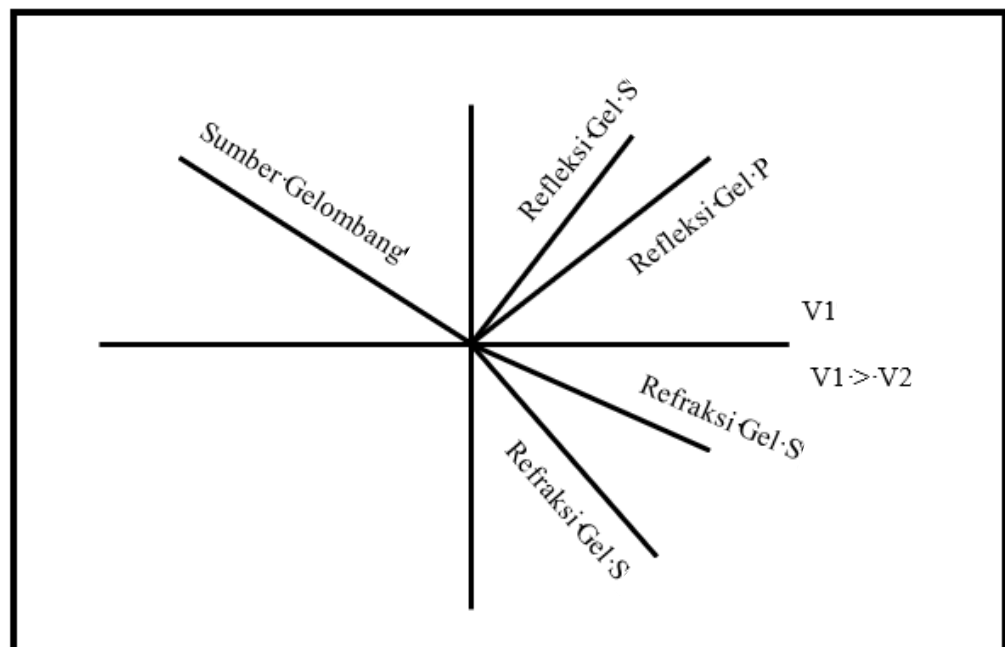 Sumber Gelombang
Refleksi Gel S
Refleksi Gel P
V1
V1 > V2
Refraksi Gel S
Refraksi Gel S